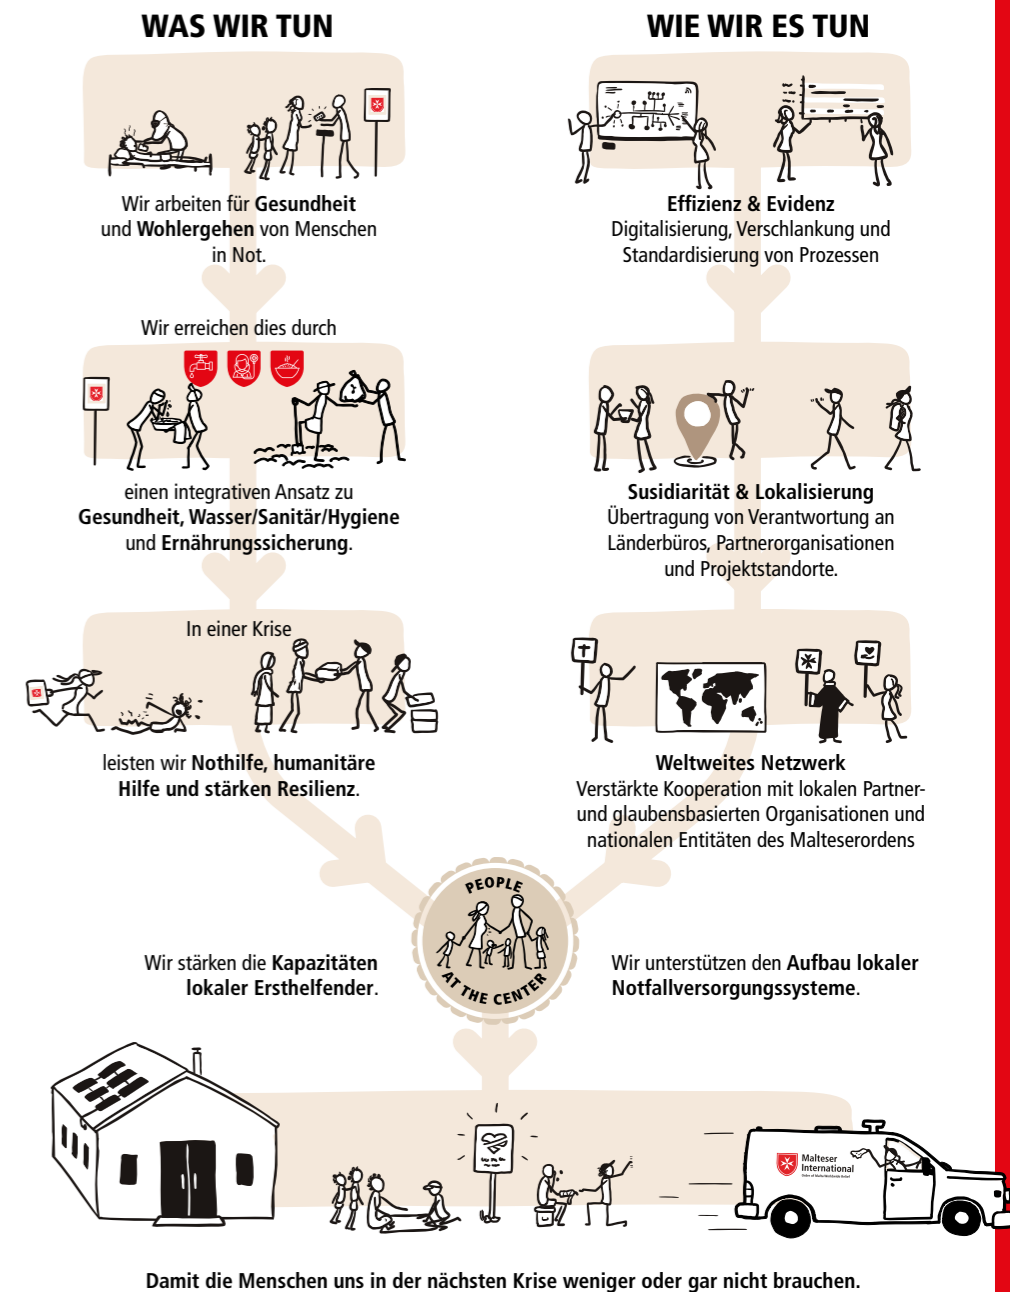 WAS WIR TUN
Wir arbeiten für Gesundheit
und Wohlergehen von Menschen
in Not.
Wir erreichen dies durch
einen integrativen Ansatz zu
Gesundheit, Wasser/Sanitär/Hygiene
und Ernährungssicherung.
In einer Krise
leisten wir Nothilfe, humanitäre
Hilfe und stärken Resilienz.
WIE WIR ES TUN
Effizienz & Evidenz
Digitalisierung, Verschlankung und
Standardisierung von Prozessen
Susidiarität & Lokalisierung
Übertragung von Verantwortung an
Länderbüros, Partnerorganisationen
und Projektstandorte.
Weltweites Netzwerk
Verstärkte Kooperation mit lokalen Partner-
und glaubensbasierten Organisationen und
nationalen Entitäten des Malteserordens
PEOPLE
AT THE CENTER
Wir stärken die Kapazitäten
lokaler Ersthelfender.
Wir unterstützen den Aufbau lokaler
Notfallversorgungssysteme.
Malteser
International
Order of Malta Worldwide Relief
Damit die Menschen uns in der nächsten Krise weniger oder gar nicht brauchen.